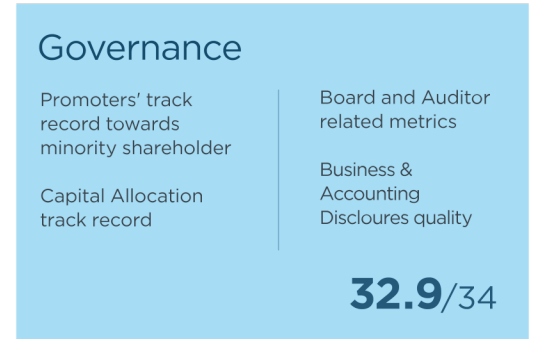 Governance
Promoters' track
record towards
minority shareholder
Capital Allocation
track record
Board and Auditor
related metrics
Business &
Accounting
Discloures quality
32.9/34